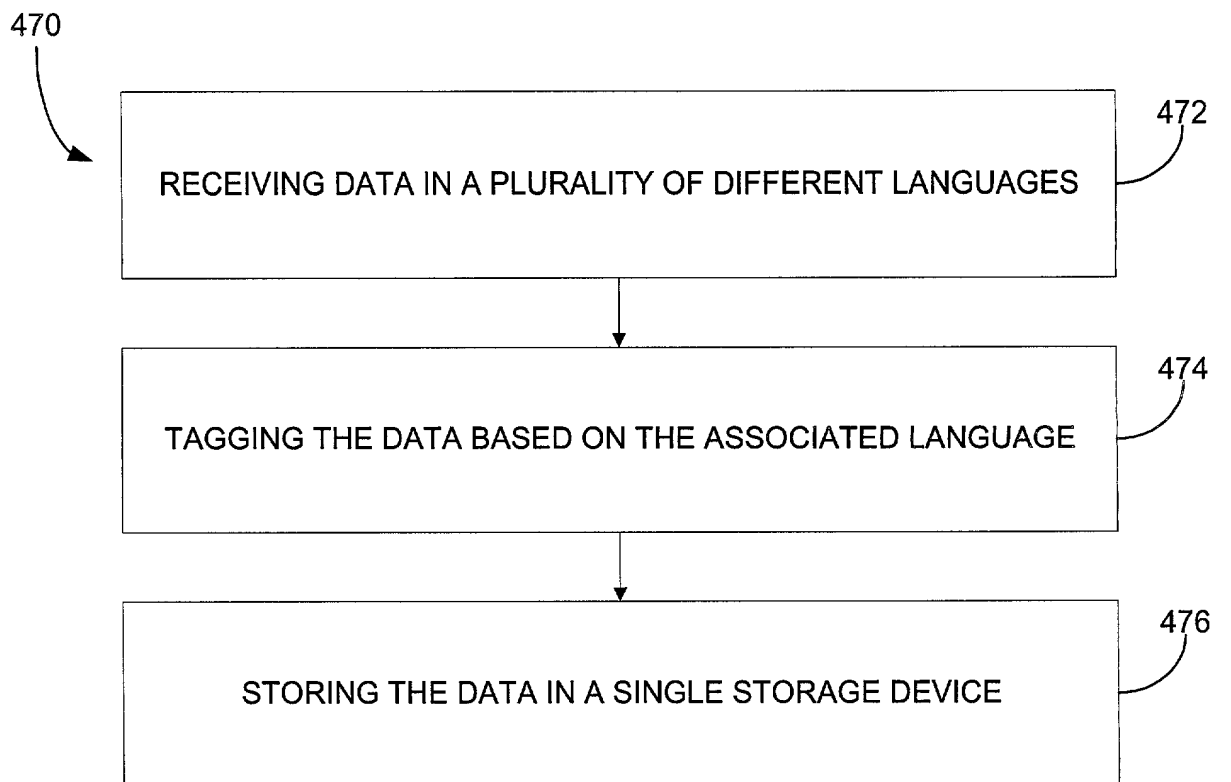 470
472
RECEIVING DATA IN A PLURALITY OF DIFFERENT LANGUAGES
474
TAGGING THE DATA BASED ON THE ASSOCIATED LANGUAGE
476
STORING THE DATA IN A SINGLE STORAGE DEVICE